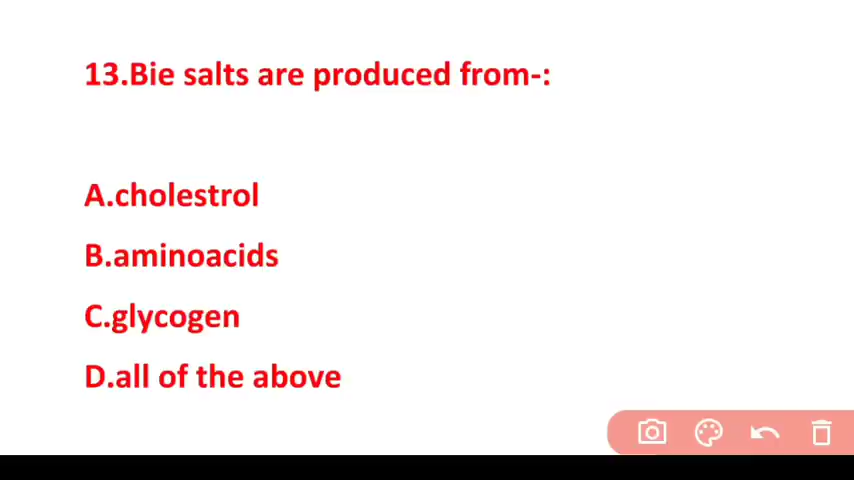 13.Bie salts are produced from-:
A.cholestrol
B.aminoacids
C.glycogen
D.all of the above